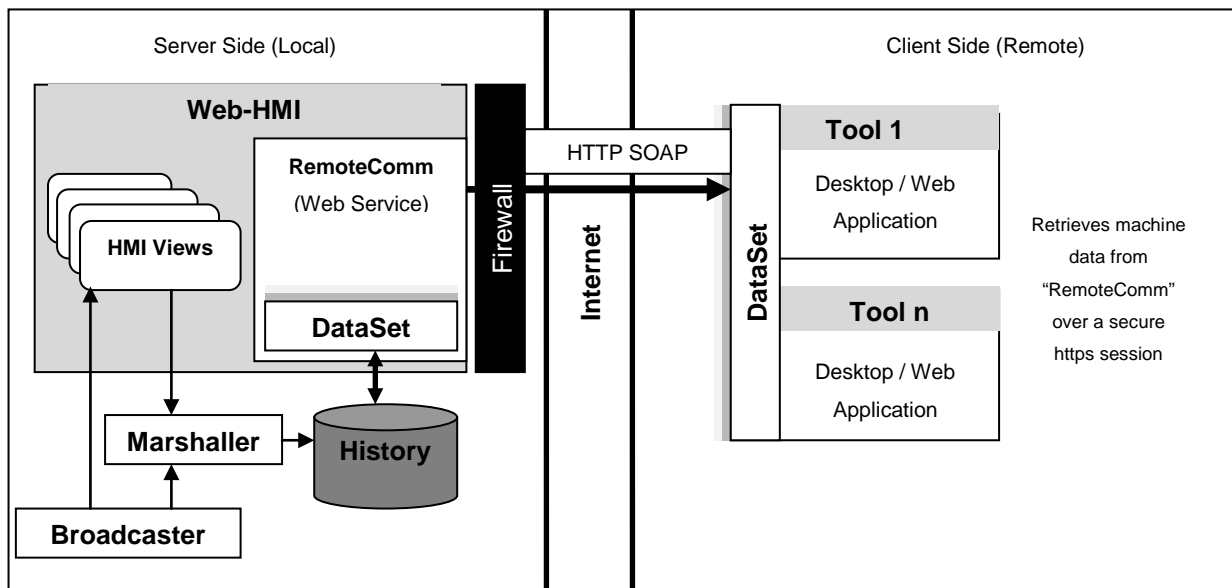 Server Side (Local)
Client Side (Remote)
Web-HMI
RemoteComm
(Web Service)
HMI Views
DataSet
Firewall
Internet
HTTP SOAP
DataSet
Tool 1
Desktop / Web
Application
Tool n
Desktop / Web
Application
Retrieves machine
data from
“RemoteComm”
over a secure
https session
Marshaller
History
Broadcaster